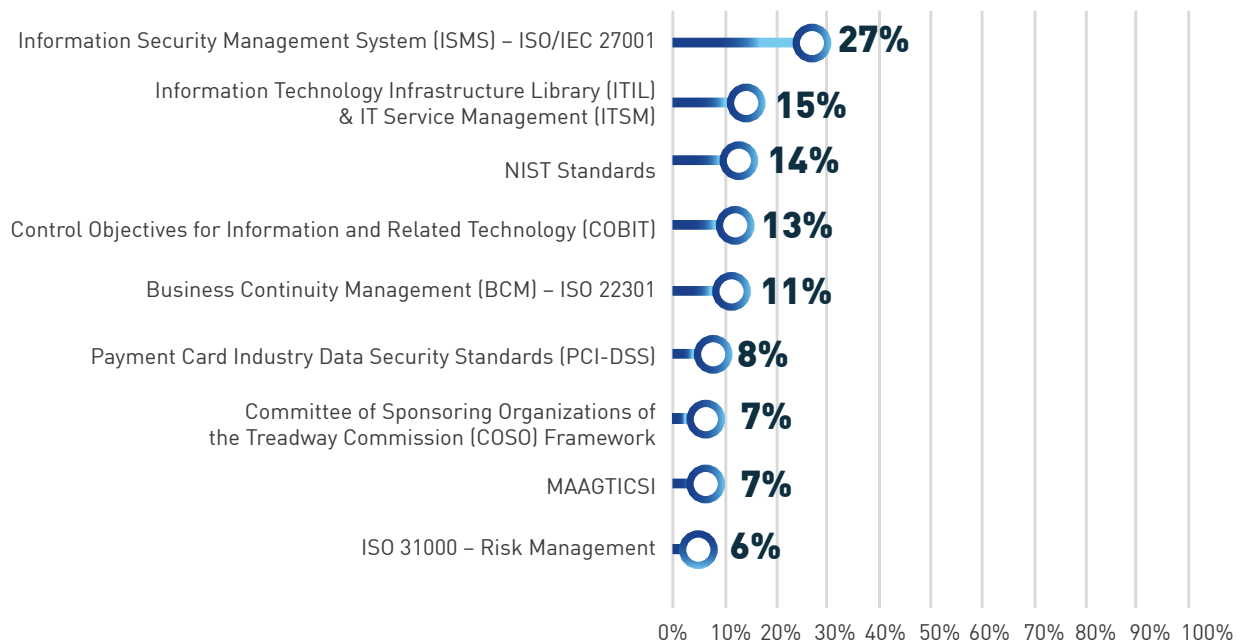 Information Security Management System (ISMS) – ISO/IEC 27001
27%
Information Technology Infrastructure Library (ITIL)
& IT Service Management (ITSM)
15%
NIST Standards
14%
Control Objectives for Information and Related Technology (COBIT)
13%
Business Continuity Management (BCM) – ISO 22301
11%
Payment Card Industry Data Security Standards (PCI-DSS)
8%
Committee of Sponsoring Organizations of
the Treadway Commission (COSO) Framework
7%
MAAGTICSI
7%
ISO 31000 – Risk Management
6%
0% 10% 20% 30% 40% 50% 60% 70% 80% 90% 100%